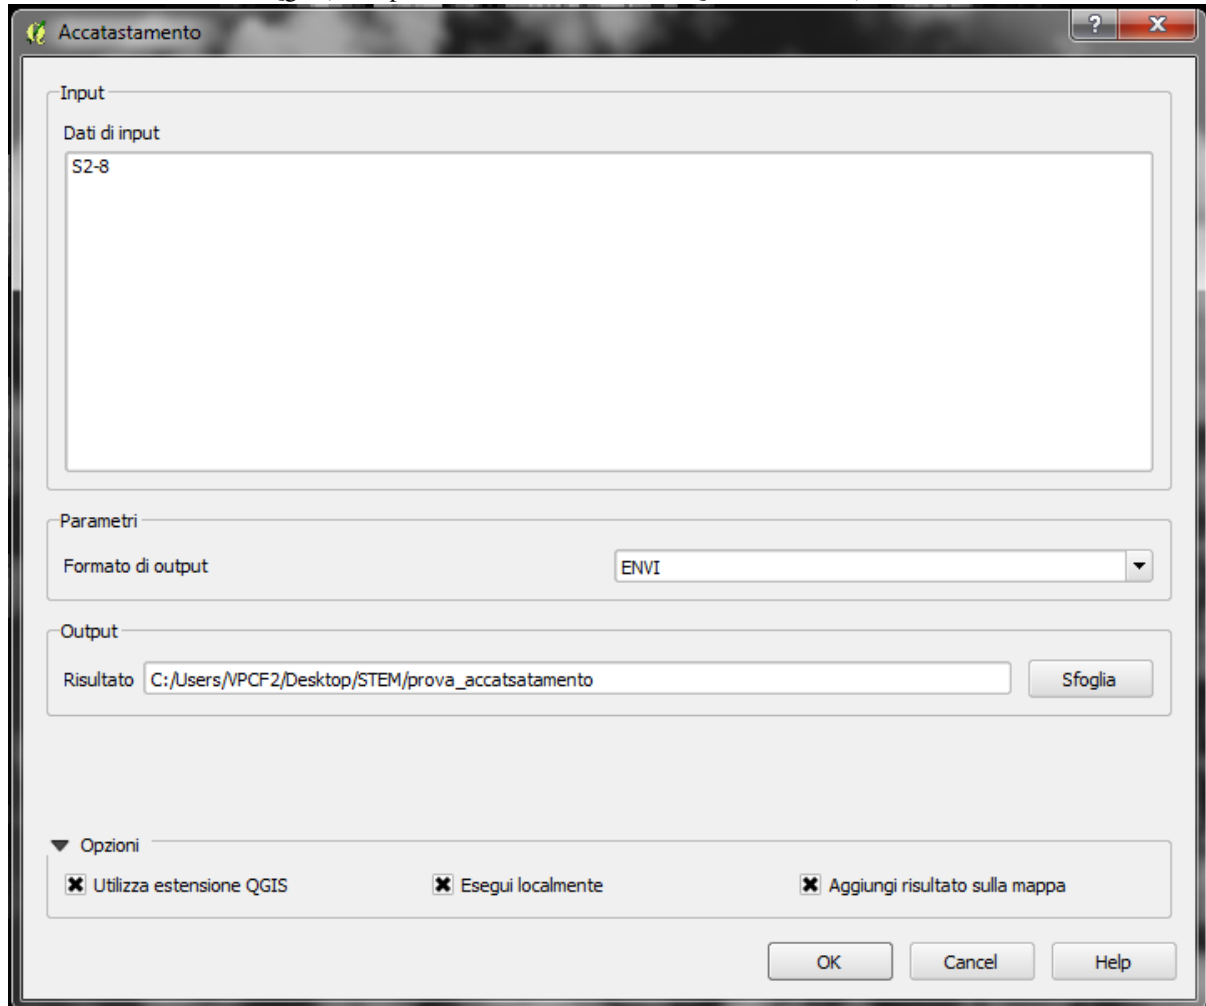 Accatastamento
Input
Dati di input
S2-8
Parametri
Formato di output ENVI
Output
Risultato C:/Users/VPCF2/Desktop/STEM/prova_accatsatamento Sfoglia
Opzioni
Utilizza estensione QGIS Esegui localmente Aggiungi risultato sulla mappa
OK Cancel Help